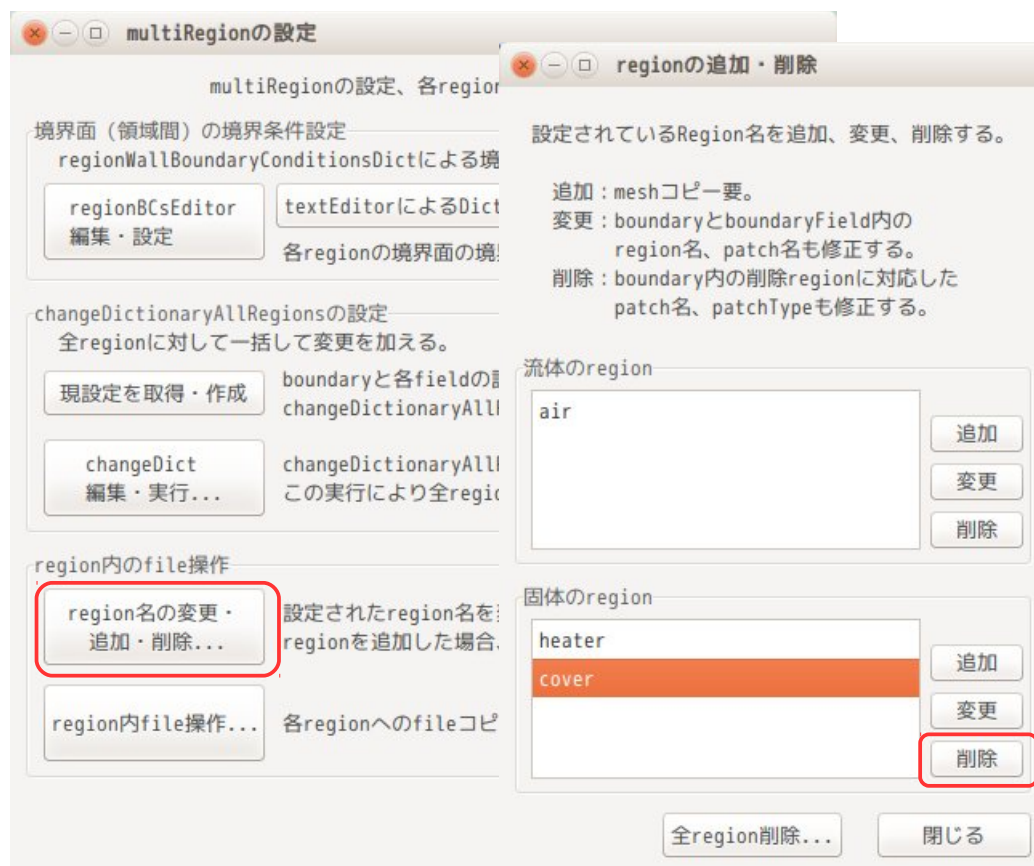 multiRegionの設定
multiRegionの設定、各region
境界面（領域間）の境界条件設定
regionWallBoundaryConditionsDictによる境
regionBCsEditor
編集・設定
textEditorによるDict
各regionの境界面の境
changeDictionaryAllRegionsの設定
全regionに対して一括して変更を加える。
現設定を取得・作成
boundaryと各fieldの
changeDictionaryAll
changeDict
編集・実行...
changeDictionaryAll
この実行により全regio
region内のfile操作
region名の変更・
追加・削除...
設定されたregion名を
regionを追加した場合、
region内file操作...
各regionへのfileコピ
regionの追加・削除
設定されているRegion名を追加、変更、削除する。
追加：meshコピー要。
変更：boundaryとboundaryField内の
region名、patch名も修正する。
削除：boundary内の削除regionに対応した
patch名、patchTypeも修正する。
流体のregion
air
追加
変更
削除
固体のregion
heater
cover
追加
変更
削除
全region削除...
閉じる